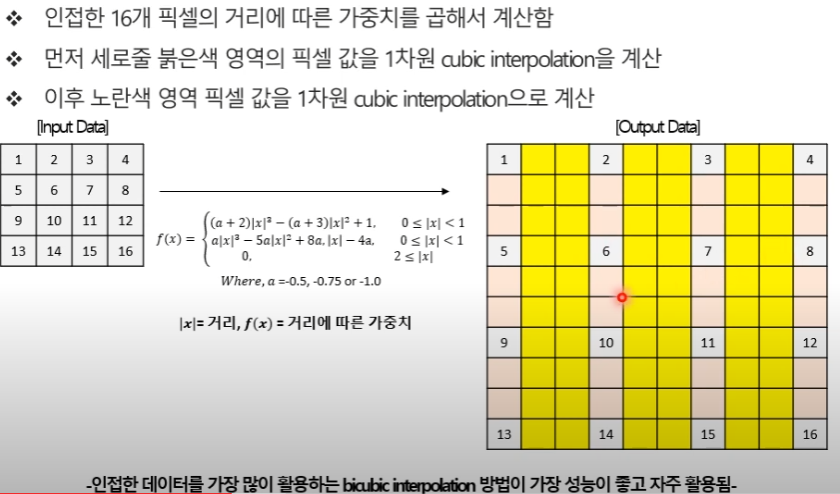 ❖ 인접한 16개 픽셀의 거리에 따른 가중치를 곱해서 계산함
❖ 먼저 세로줄 붉은색 영역의 픽셀 값을 1차원 cubic interpolation을 계산
❖ 이후 노란색 영역 픽셀 값을 1차원 cubic interpolation으로 계산
[Input Data]
1 2 3 4
5 6 7 8
9 10 11 12
13 14 15 16
f(x) = { (a + 2)|x|³ − (a + 3)|x|² + 1, 0 ≤ |x| < 1
a|x|³ − 5a|x|² + 8a, |x| − 4a, 0 ≤ |x| < 1
0, 2 ≤ |x|
Where, a =-0.5, -0.75 or -1.0
|x|= 거리, f(x) = 거리에 따른 가중치
[Output Data]
1 2 3 4
5 6 7 8
9 10 11 12
13 14 15 16
-인접한 데이터를 가장 많이 활용하는 bicubic interpolation 방법이 가장 성능이 좋고 자주 활용됨-